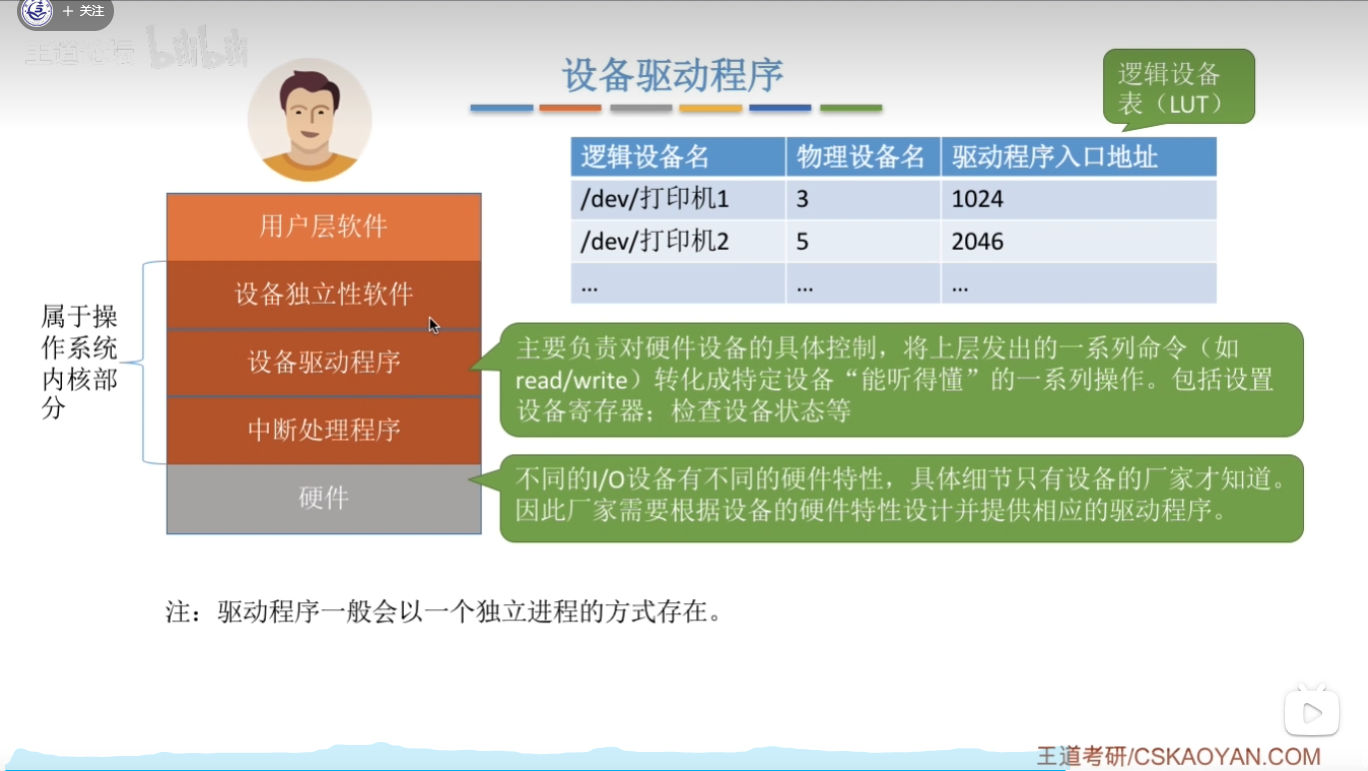 + 关注
王道论坛 bilibili
设备驱动程序
逻辑设备
表（LUT）
逻辑设备名 物理设备名 驱动程序入口地址
/dev/打印机1 3 1024
/dev/打印机2 5 2046
... ... ...
用户层软件
设备独立性软件
设备驱动程序
中断处理程序
硬件
属于操
作系统
内核部
分
主要负责对硬件设备的具体控制，将上层发出的一系列命令（如
read/write）转化成特定设备“能听得懂”的一系列操作。包括设置
设备寄存器；检查设备状态等
不同的I/O设备有不同的硬件特性，具体细节只有设备的厂家才知道。
因此厂家需要根据设备的硬件特性设计并提供相应的驱动程序。
注：驱动程序一般会以一个独立进程的方式存在。
王道考研/CSKAOYAN.COM